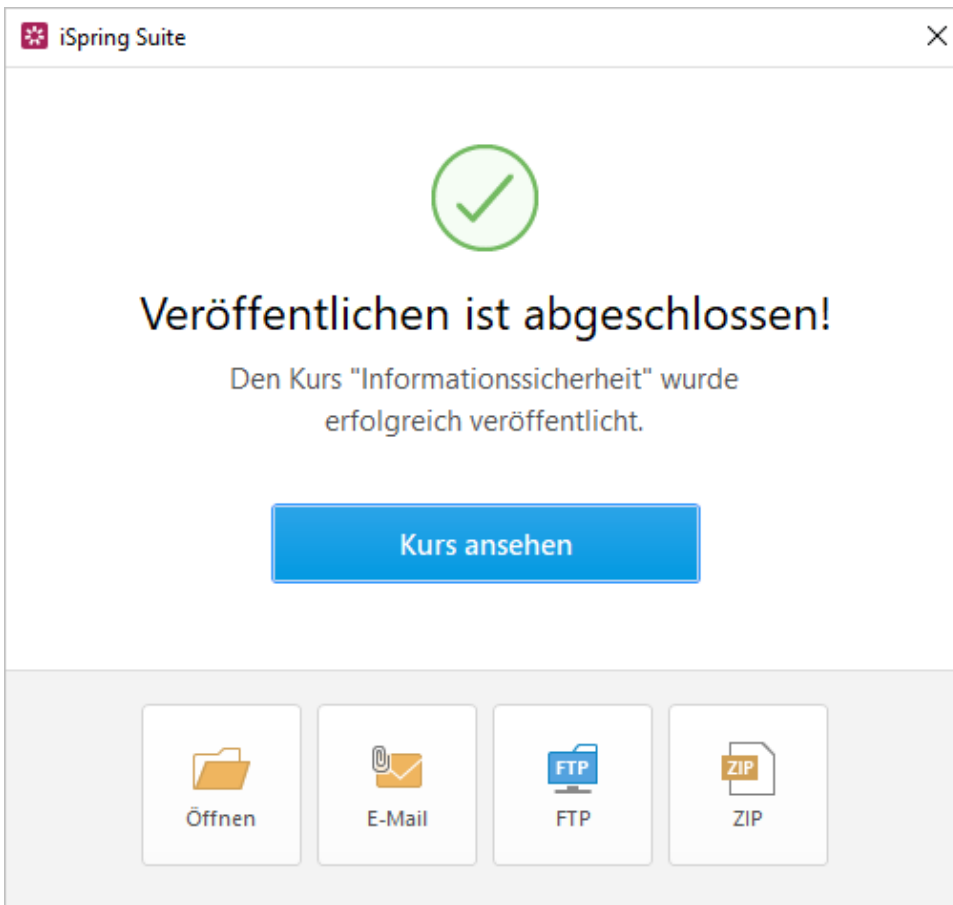 iSpring Suite
Veröffentlichen ist abgeschlossen!
Den Kurs "Informationssicherheit" wurde
erfolgreich veröffentlicht.
Kurs ansehen
FTP
ZIP
Öffnen
E-Mail
FTP
ZIP